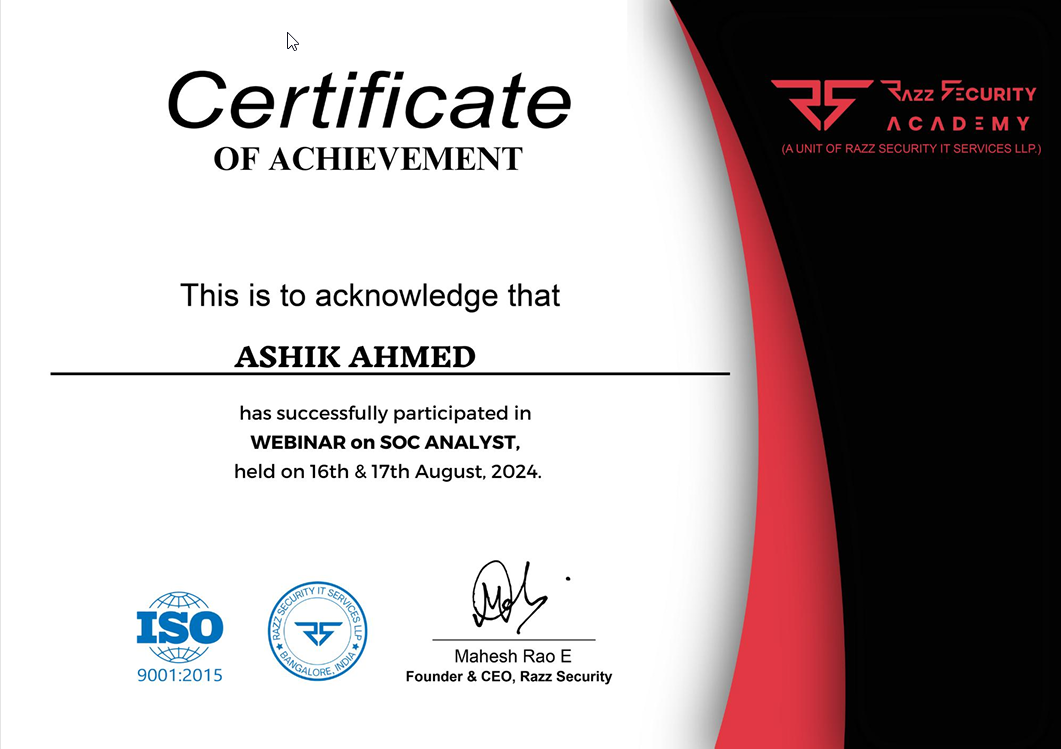 Certificate
OF ACHIEVEMENT
RAZZ SECURITY
ACADEMY
(A UNIT OF RAZZ SECURITY IT SERVICES LLP.)
This is to acknowledge that
ASHIK AHMED
has successfully participated in
WEBINAR on SOC ANALYST,
held on 16th & 17th August, 2024.
ISO
9001:2015
RAZZ SECURITY IT SERVICES LLP
BANGALORE, INDIA
Mahesh Rao E
Founder & CEO, Razz Security